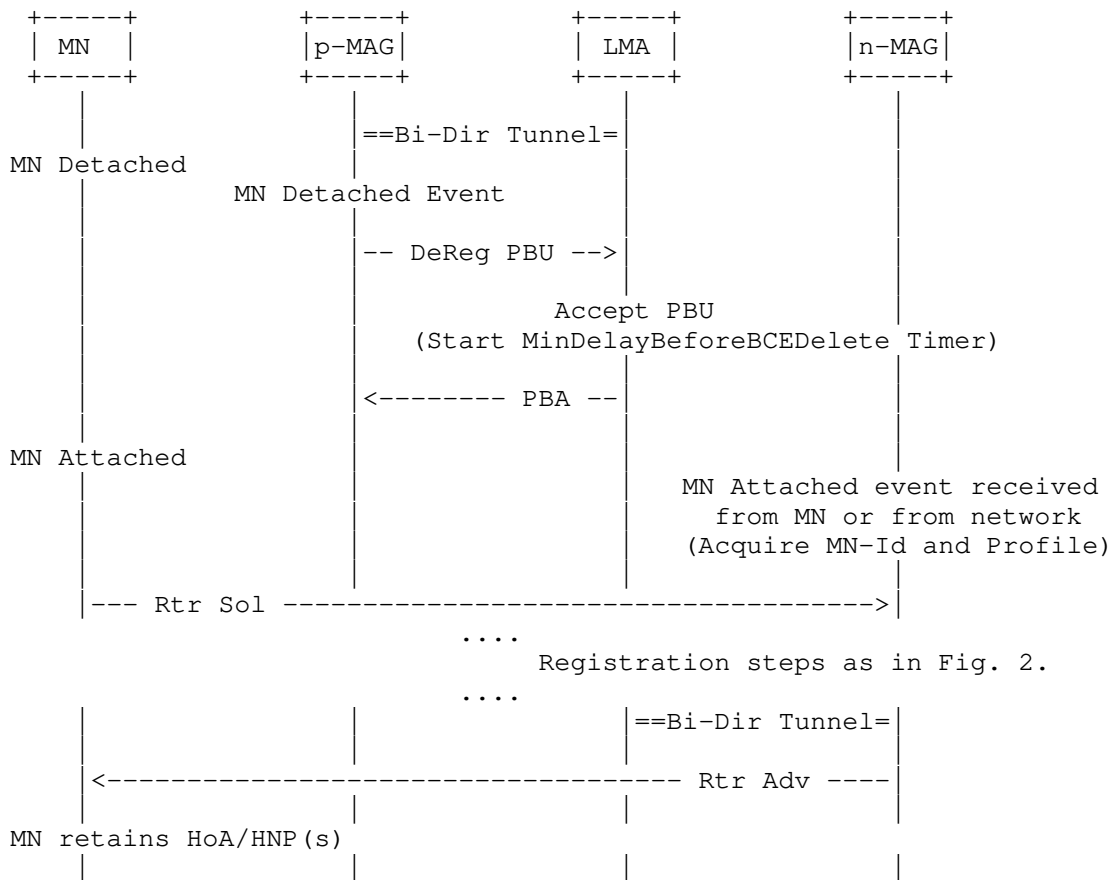 MN p-MAG LMA n-MAG
==Bi-Dir Tunnel=
MN Detached
MN Detached Event
-- DeReg PBU -->
Accept PBU
(Start MinDelayBeforeBCEDelete Timer)
<-------- PBA --
MN Attached
MN Attached event received
from MN or from network
(Acquire MN-Id and Profile)
--- Rtr Sol ------------------------------------->
....
Registration steps as in Fig. 2.
....
==Bi-Dir Tunnel=
<------------------------------------ Rtr Adv ----
MN retains HoA/HNP(s)